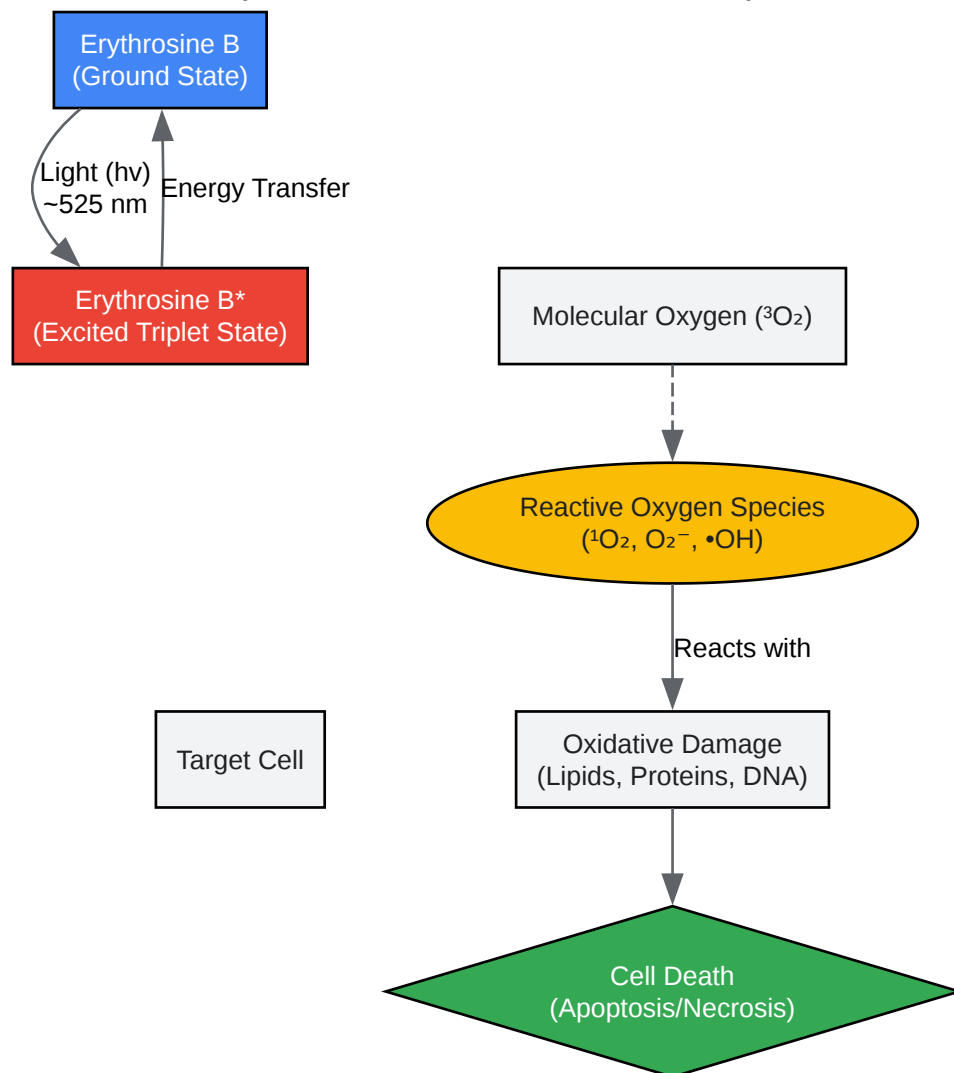 Erythrosine B
(Ground State)
Light (hv)
~525 nm
Energy Transfer
Erythrosine B*
(Excited Triplet State)
Molecular Oxygen (³O₂)
Reactive Oxygen Species
(¹O₂, O₂⁻, •OH)
Reacts with
Target Cell
Oxidative Damage
(Lipids, Proteins, DNA)
Cell Death
(Apoptosis/Necrosis)